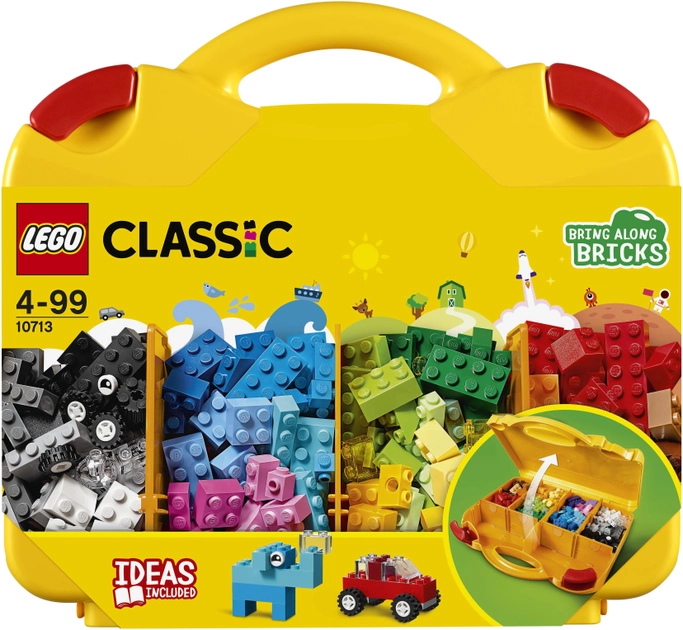 LEGO
CLASSiC
BRING ALONG
BRICKS
4-99
10713
IDEAS
INCLUDED